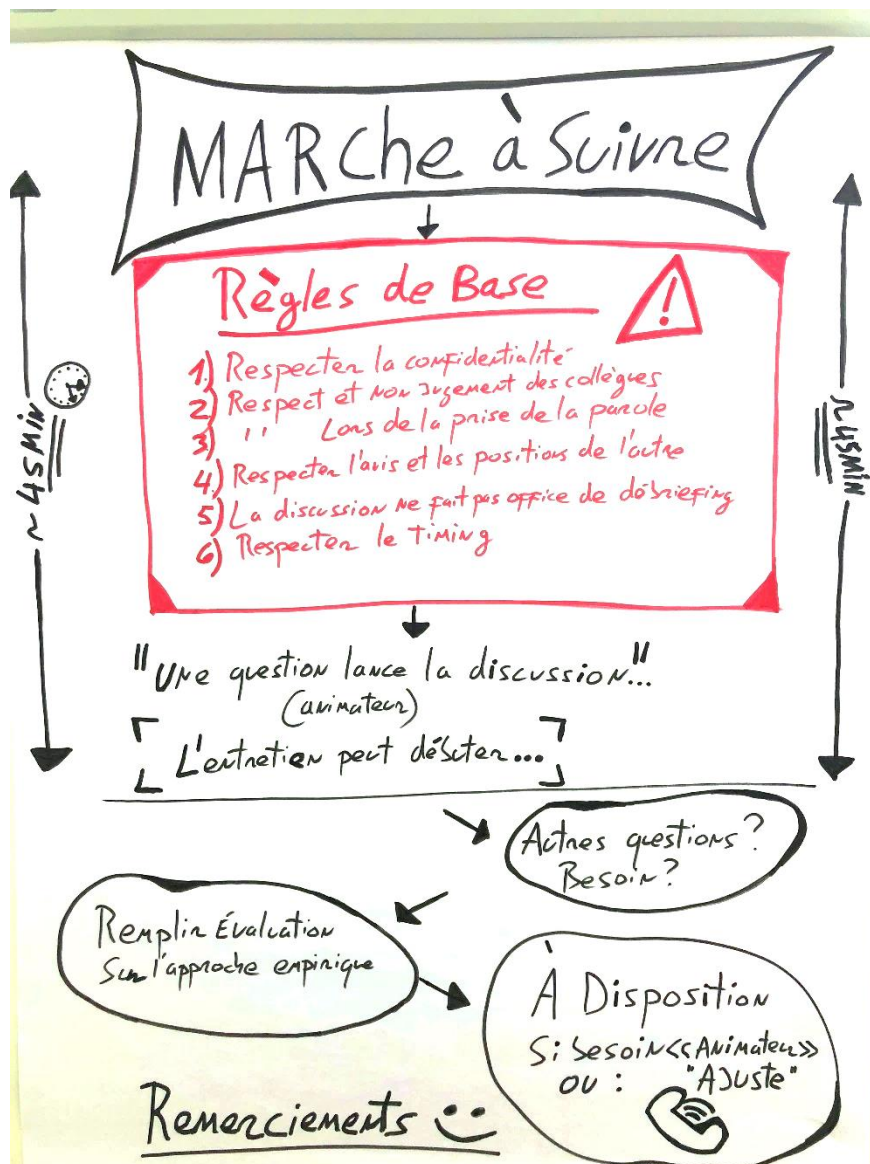 MARche à Suivre
Règles de Base
1) Respecter la confidentialité
2) Respect et non jugement des collègues
3) '' Lors de la prise de la parole
4) Respecter l'avis et les positions de l'autre
5) La discussion ne fait pas office de débriefing
6) Respecter le Timing
~45MIN
~45MIN
"Une question lance la discussion..."
(animateur)
L'entretien peut débuter...
Autres questions?
Besoin?
Remplir Évaluation
Sur l'approche empirique
À Disposition
Si besoin <<Animateur>>
ou : "AJUste"
Remerciements